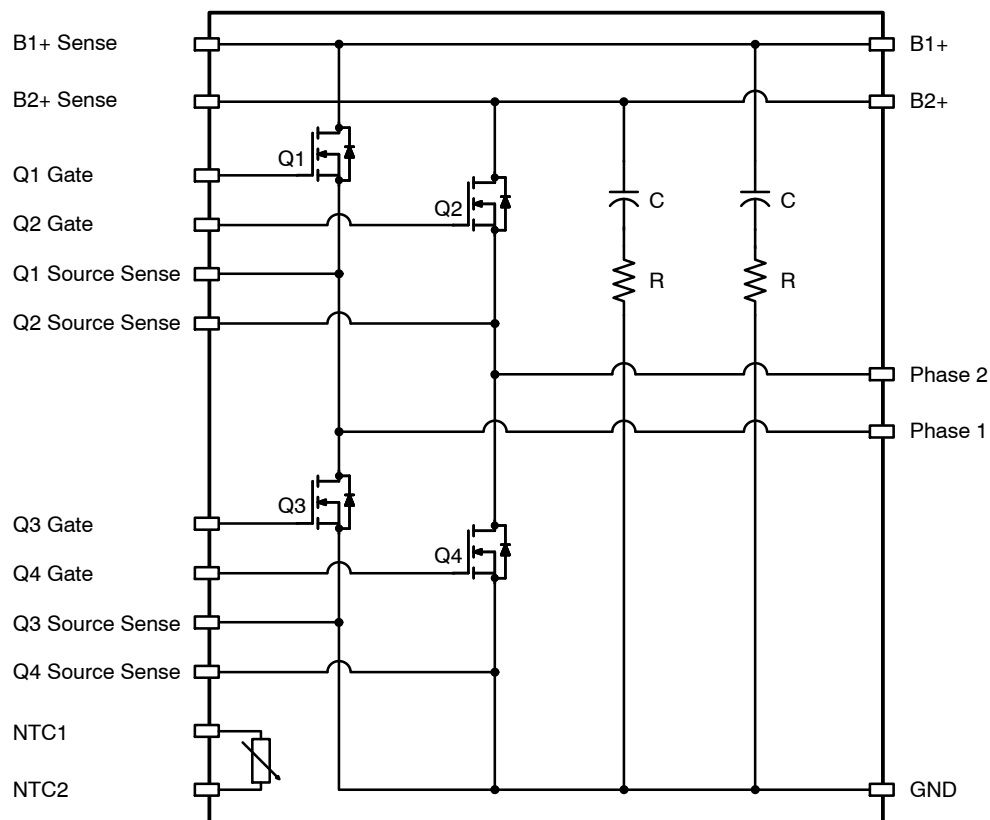 B1+ Sense
B1+
B2+ Sense
B2+
Q1
Q1 Gate
Q2
C
C
Q2 Gate
Q1 Source Sense
R
R
Q2 Source Sense
Phase 2
Phase 1
Q3
Q3 Gate
Q4
Q4 Gate
Q3 Source Sense
Q4 Source Sense
NTC1
NTC2
GND